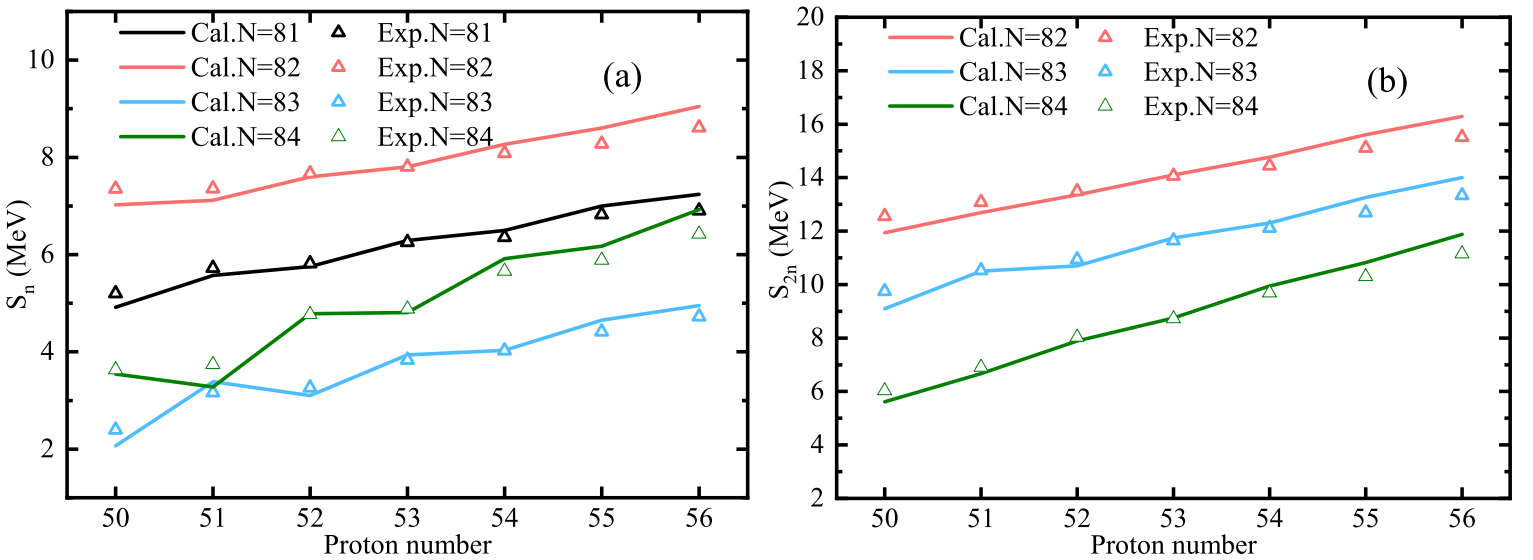 (a)
Cal.N=81 Exp.N=81
Cal.N=82 Exp.N=82
Cal.N=83 Exp.N=83
Cal.N=84 Exp.N=84
10
8
6
4
2
Sn (MeV)
50 51 52 53 54 55 56
Proton number
(b)
Cal.N=82 Exp.N=82
Cal.N=83 Exp.N=83
Cal.N=84 Exp.N=84
20
18
16
14
12
10
8
6
4
2
S2n (MeV)
50 51 52 53 54 55 56
Proton number